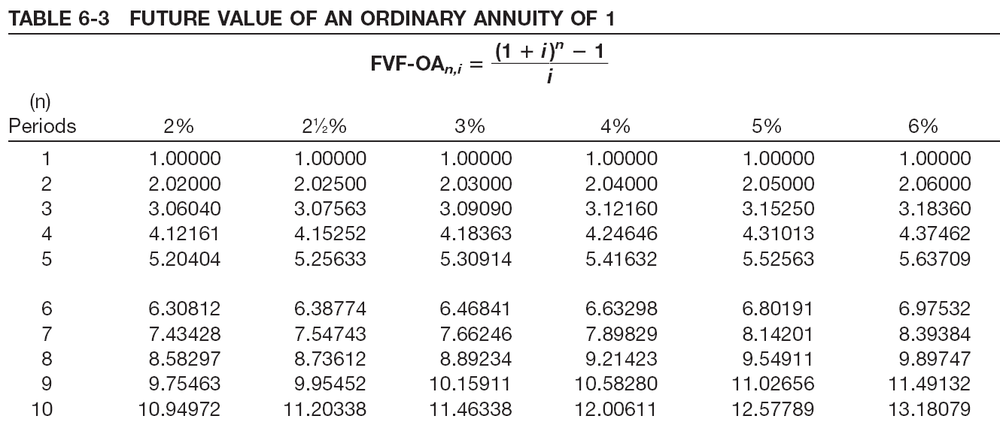 TABLE 6-3 FUTURE VALUE OF AN ORDINARY ANNUITY OF 1
FVF-OAn,i = (1 + i)^n − 1 / i
(n)
Periods 2% 2½% 3% 4% 5% 6%
1 1.00000 1.00000 1.00000 1.00000 1.00000 1.00000
2 2.02000 2.02500 2.03000 2.04000 2.05000 2.06000
3 3.06040 3.07563 3.09090 3.12160 3.15250 3.18360
4 4.12161 4.15252 4.18363 4.24646 4.31013 4.37462
5 5.20404 5.25633 5.30914 5.41632 5.52563 5.63709
6 6.30812 6.38774 6.46841 6.63298 6.80191 6.97532
7 7.43428 7.54743 7.66246 7.89829 8.14201 8.39384
8 8.58297 8.73612 8.89234 9.21423 9.54911 9.89747
9 9.75463 9.95452 10.15911 10.58280 11.02656 11.49132
10 10.94972 11.20338 11.46338 12.00611 12.57789 13.18079